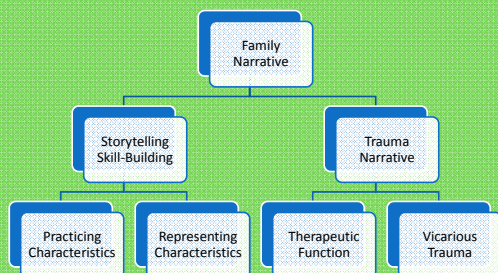 Family
Narrative
Storytelling
Skill-Building
Trauma
Narrative
Practicing
Characteristics
Representing
Characteristics
Therapeutic
Function
Vicarious
Trauma